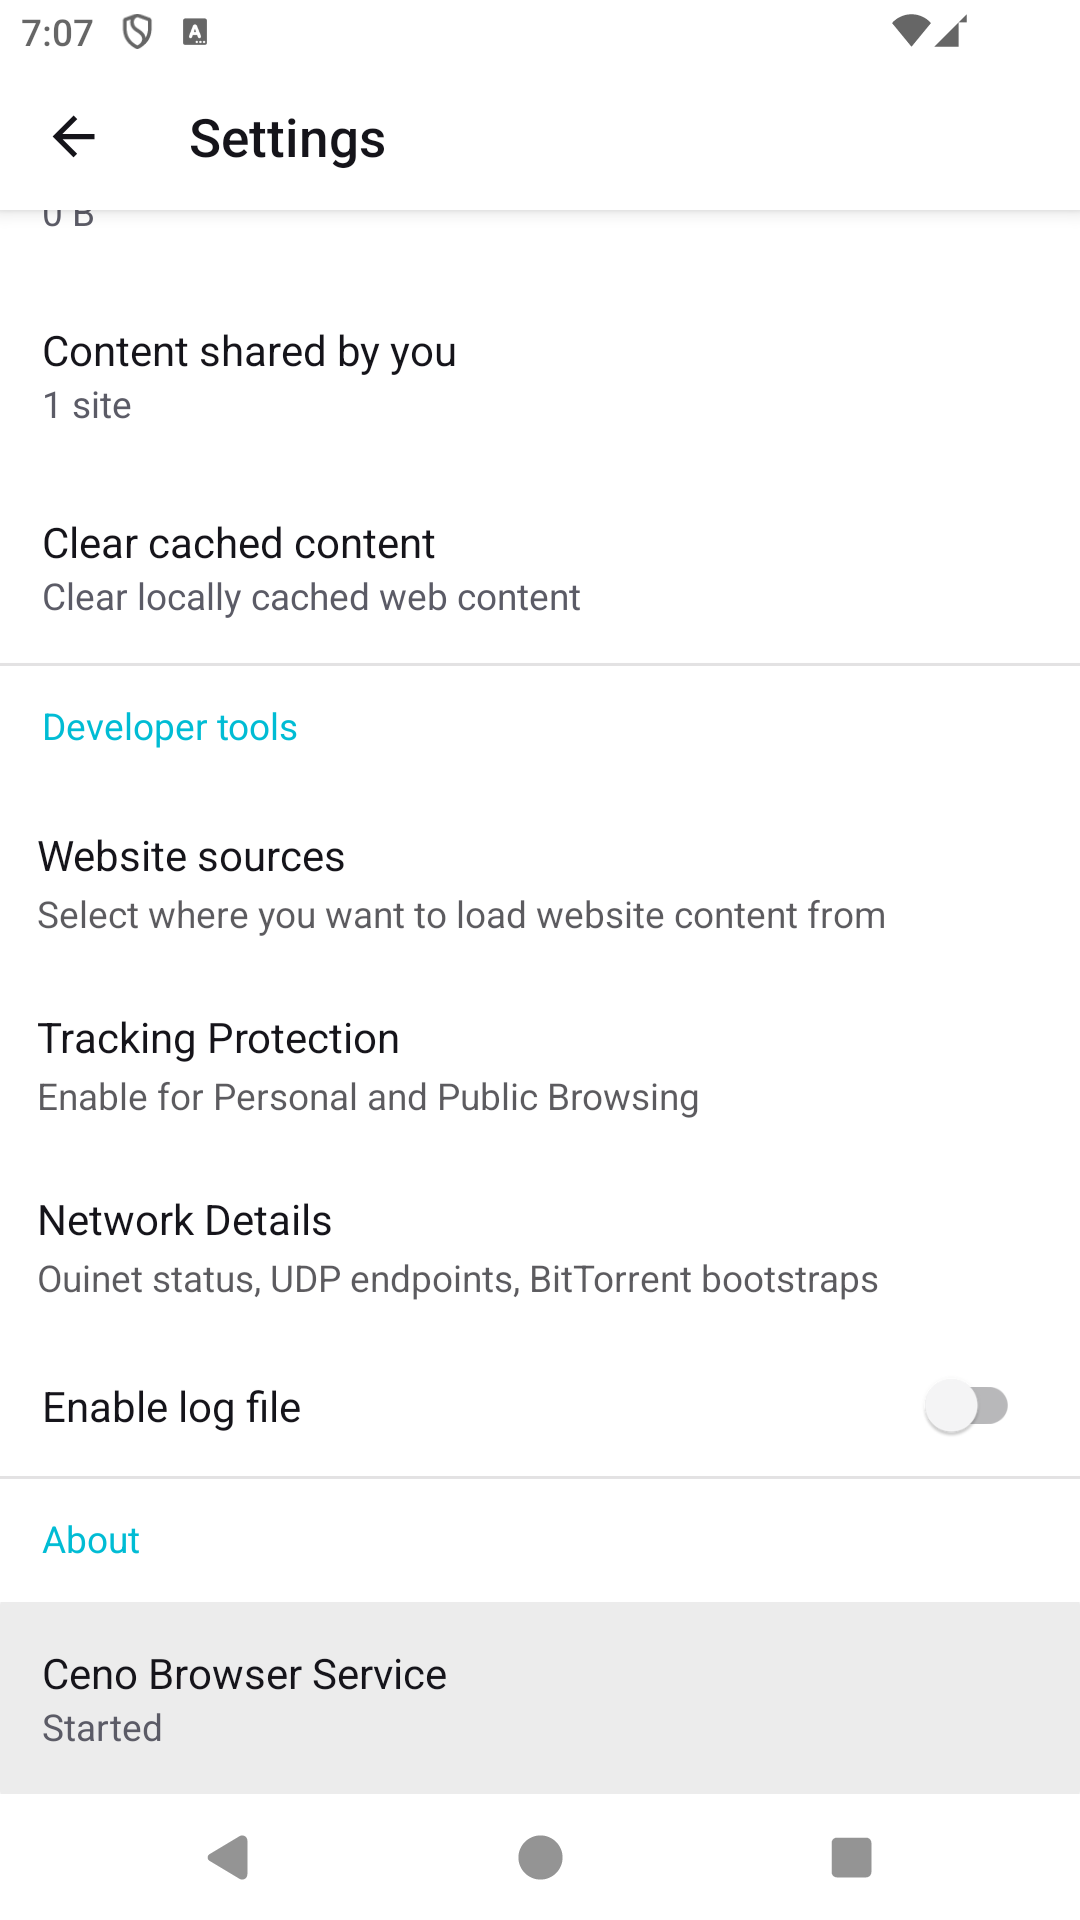 7:07
Settings
0 B
Content shared by you
1 site
Clear cached content
Clear locally cached web content
Developer tools
Website sources
Select where you want to load website content from
Tracking Protection
Enable for Personal and Public Browsing
Network Details
Ouinet status, UDP endpoints, BitTorrent bootstraps
Enable log file
About
Ceno Browser Service
Started